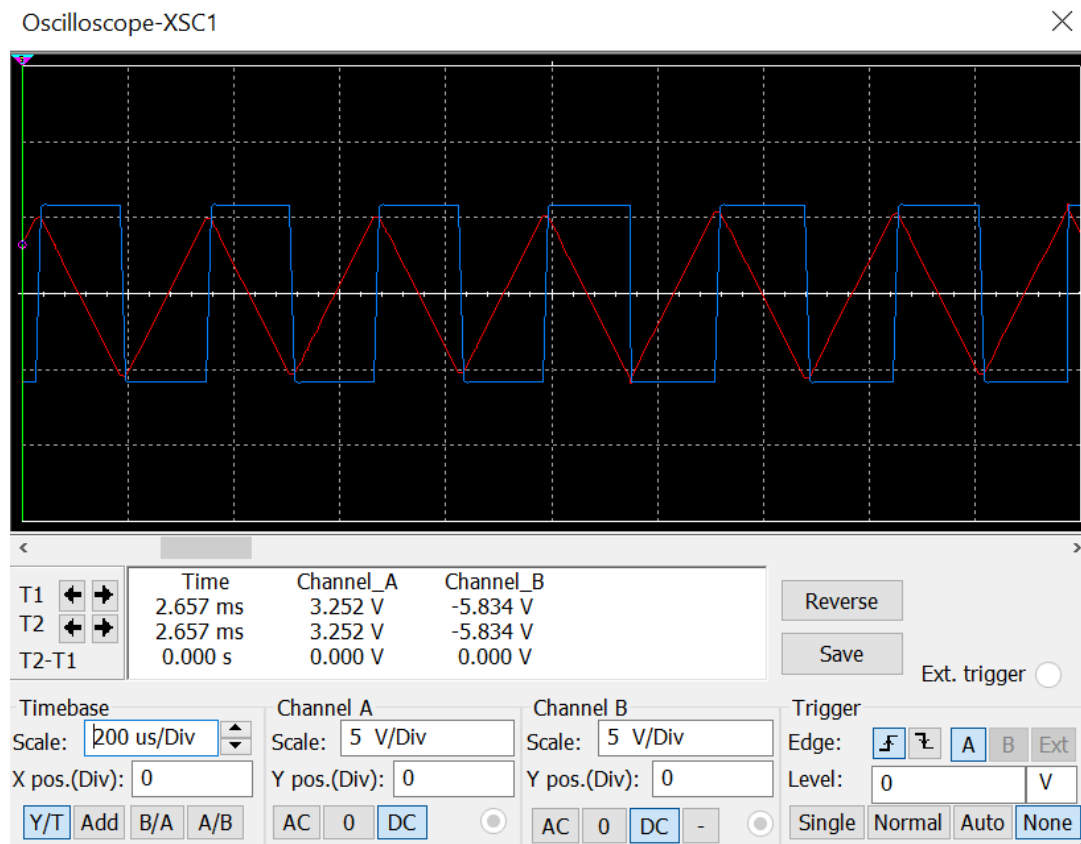 Oscilloscope-XSC1
Time Channel_A Channel_B
T1 2.657 ms 3.252 V -5.834 V
T2 2.657 ms 3.252 V -5.834 V
T2-T1 0.000 s 0.000 V 0.000 V
Reverse
Save
Ext. trigger
Timebase
Scale: 200 us/Div
X pos.(Div): 0
Y/T Add B/A A/B
Channel A
Scale: 5 V/Div
Y pos.(Div): 0
AC 0 DC
Channel B
Scale: 5 V/Div
Y pos.(Div): 0
AC 0 DC -
Trigger
Edge: A B Ext
Level: 0 V
Single Normal Auto None